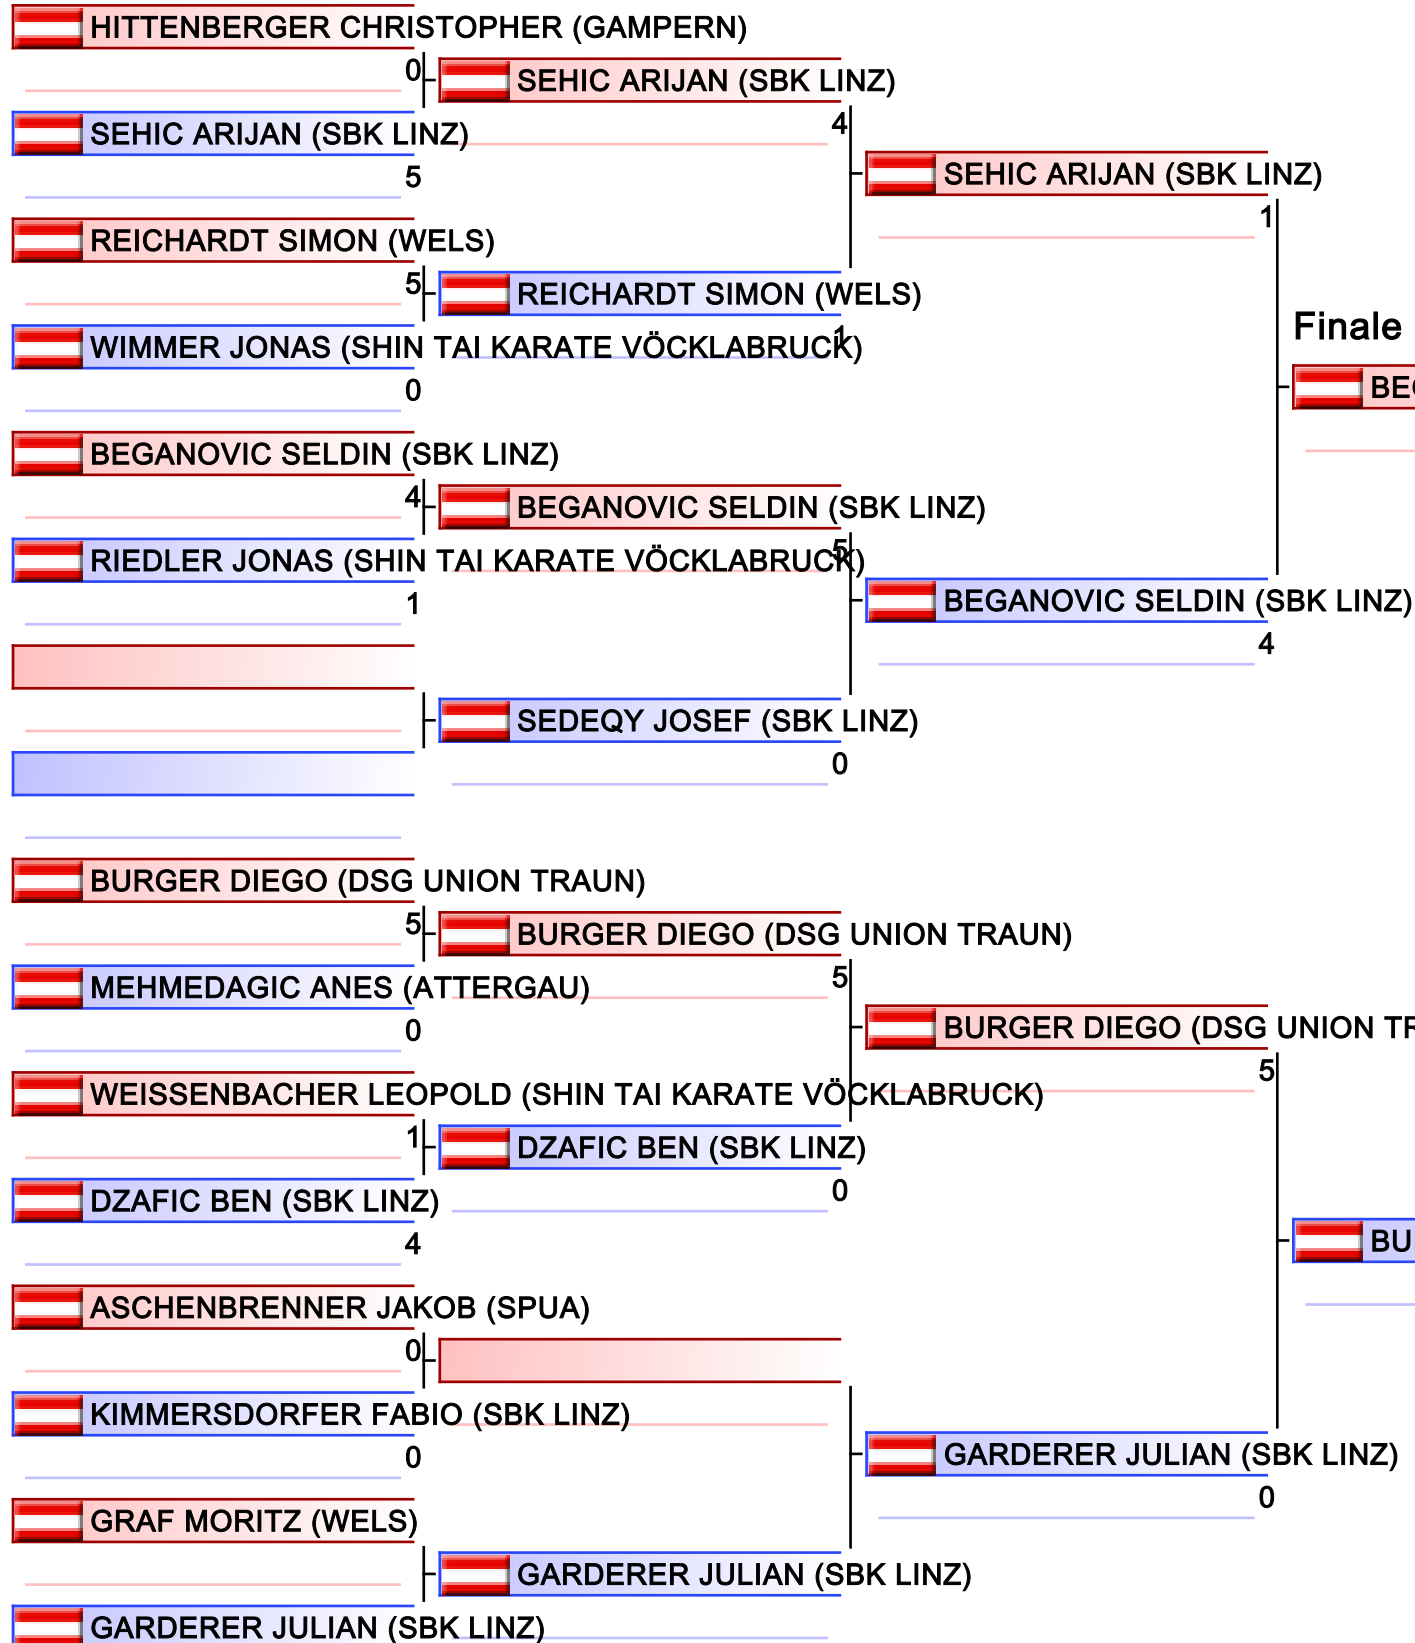 HITTENBERGER CHRISTOPHER (GAMPERN)
0
SEHIC ARIJAN (SBK LINZ)
5
REICHARDT SIMON (WELS)
5
WIMMER JONAS (SHIN TAI KARATE VÖCKLABRUCK)
0
BEGANOVIC SELDIN (SBK LINZ)
4
RIEDLER JONAS (SHIN TAI KARATE VÖCKLABRUCK)
1
BURGER DIEGO (DSG UNION TRAUN)
5
MEHMEDAGIC ANES (ATTERGAU)
0
WEISSENBACHER LEOPOLD (SHIN TAI KARATE VÖCKLABRUCK)
1
DZAFIC BEN (SBK LINZ)
4
ASCHENBRENNER JAKOB (SPUA)
0
KIMMERSDORFER FABIO (SBK LINZ)
0
GRAF MORITZ (WELS)
GARDERER JULIAN (SBK LINZ)
SEHIC ARIJAN (SBK LINZ)
4
REICHARDT SIMON (WELS)
1
BEGANOVIC SELDIN (SBK LINZ)
5
SEDEQY JOSEF (SBK LINZ)
0
BURGER DIEGO (DSG UNION TRAUN)
5
DZAFIC BEN (SBK LINZ)
0
GARDERER JULIAN (SBK LINZ)
SEHIC ARIJAN (SBK LINZ)
1
BEGANOVIC SELDIN (SBK LINZ)
4
BURGER DIEGO (DSG UNION TR
5
GARDERER JULIAN (SBK LINZ)
0
Finale
BE
BU